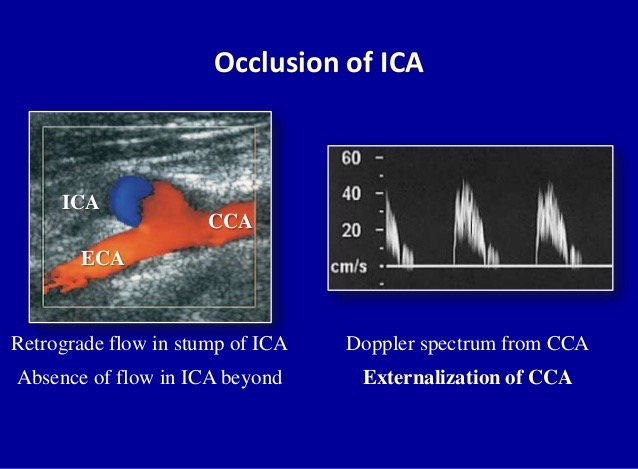 Occlusion of ICA
ICA
CCA
ECA
60
40
20
cm/s
Retrograde flow in stump of ICA
Absence of flow in ICA beyond
Doppler spectrum from CCA
Externalization of CCA